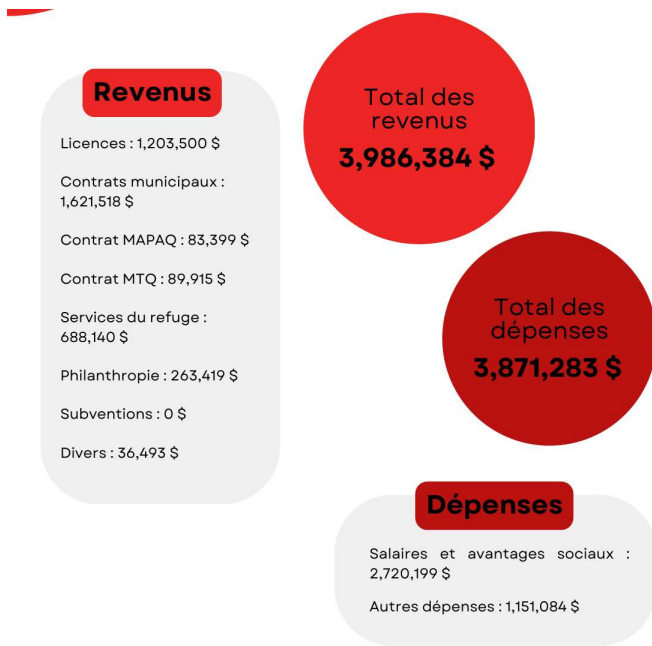 Revenus
Licences : 1,203,500 $
Contrats municipaux :
1,621,518 $
Contrat MAPAQ : 83,399 $
Contrat MTQ : 89,915 $
Services du refuge :
688,140 $
Philanthropie : 263,419 $
Subventions : 0 $
Divers : 36,493 $
Total des
revenus
3,986,384 $
Total des
dépenses
3,871,283 $
Dépenses
Salaires et avantages sociaux :
2,720,199 $
Autres dépenses : 1,151,084 $